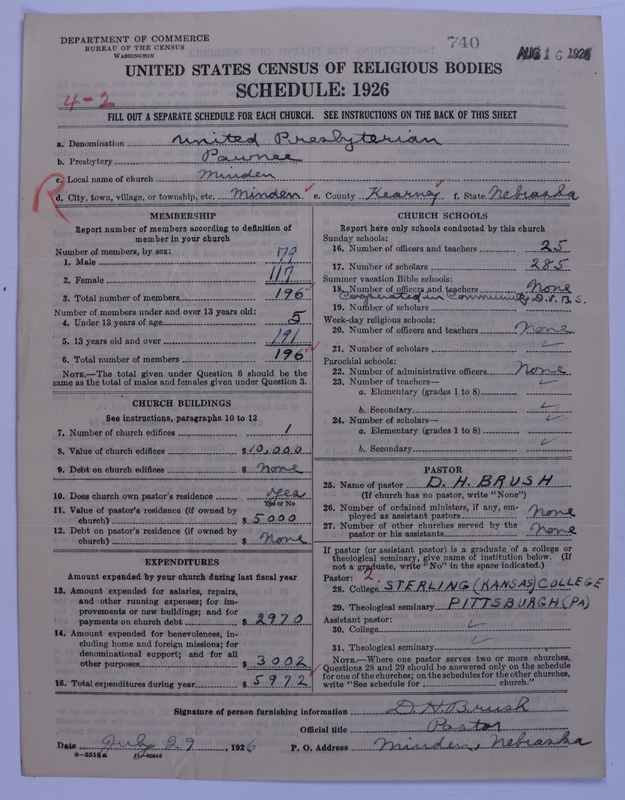 DEPARTMENT OF COMMERCE
BUREAU OF THE CENSUS
WASHINGTON
740
AUG 16 1926
UNITED STATES CENSUS OF RELIGIOUS BODIES
SCHEDULE: 1926
4-2
FILL OUT A SEPARATE SCHEDULE FOR EACH CHURCH. SEE INSTRUCTIONS ON THE BACK OF THIS SHEET
a. Denomination United Presbyterian
b. Presbytery Pawnee
c. Local name of church Minden
R
d. City, town, village, or township, etc. Minden ✓ e. County Kearney ✓ f. State Nebraska
MEMBERSHIP
Report number of members according to definition of
member in your church
Number of members, by sex:
1. Male 79
2. Female 117
3. Total number of members 196 ✓
Number of members under and over 13 years old:
4. Under 13 years of age 5
5. 13 years old and over 191
6. Total number of members 196 ✓
NOTE.—The total given under Question 6 should be the
same as the total of males and females given under Question 3.
CHURCH BUILDINGS
See instructions, paragraphs 10 to 12
7. Number of church edifices 1
8. Value of church edifices $10,000
9. Debt on church edifices $ None
10. Does church own pastor's residence yes
Yes or No
11. Value of pastor's residence (if owned by
church) $ 5000
12. Debt on pastor's residence (if owned by
church) $ None
EXPENDITURES
Amount expended by your church during last fiscal year
13. Amount expended for salaries, repairs,
and other running expenses; for im-
provements or new buildings; and for
payments on church debt $ 2970
14. Amount expended for benevolences, in-
cluding home and foreign missions; for
denominational support; and for all
other purposes $ 3002
15. Total expenditures during year $ 5972 ✓
CHURCH SCHOOLS
Report here only schools conducted by this church
Sunday schools:
16. Number of officers and teachers 25
17. Number of scholars 285
Summer vacation Bible schools:
18. Number of officers and teachers None
Cooperated in Community D.V.B.S.
19. Number of scholars
Week-day religious schools:
20. Number of officers and teachers None
21. Number of scholars ✓
Parochial schools:
22. Number of administrative officers None
23. Number of teachers—
a. Elementary (grades 1 to 8) ✓
b. Secondary ✓
24. Number of scholars—
a. Elementary (grades 1 to 8) ✓
b. Secondary ✓
PASTOR
25. Name of pastor D. H. BRUSH
(If church has no pastor, write "None")
26. Number of ordained ministers, if any, em-
ployed as assistant pastors None
27. Number of other churches served by the
pastor or his assistants None
If pastor (or assistant pastor) is a graduate of a college or
theological seminary, give name of institution below. (If
not a graduate, write "No" in the space indicated.)
Pastor: 2
28. College STERLING (KANSAS) COLLEGE
29. Theological seminary PITTSBURGH (PA)
Assistant pastor:
30. College ✓
31. Theological seminary ✓
NOTE.—Where one pastor serves two or more churches,
Questions 28 and 29 should be answered only on the schedule
for one of the churches; on the schedules for the other churches,
write "See schedule for church."
Signature of person furnishing information D.H. Brush
Official title Pastor
Date July 29, 1926 P. O. Address Minden, Nebraska